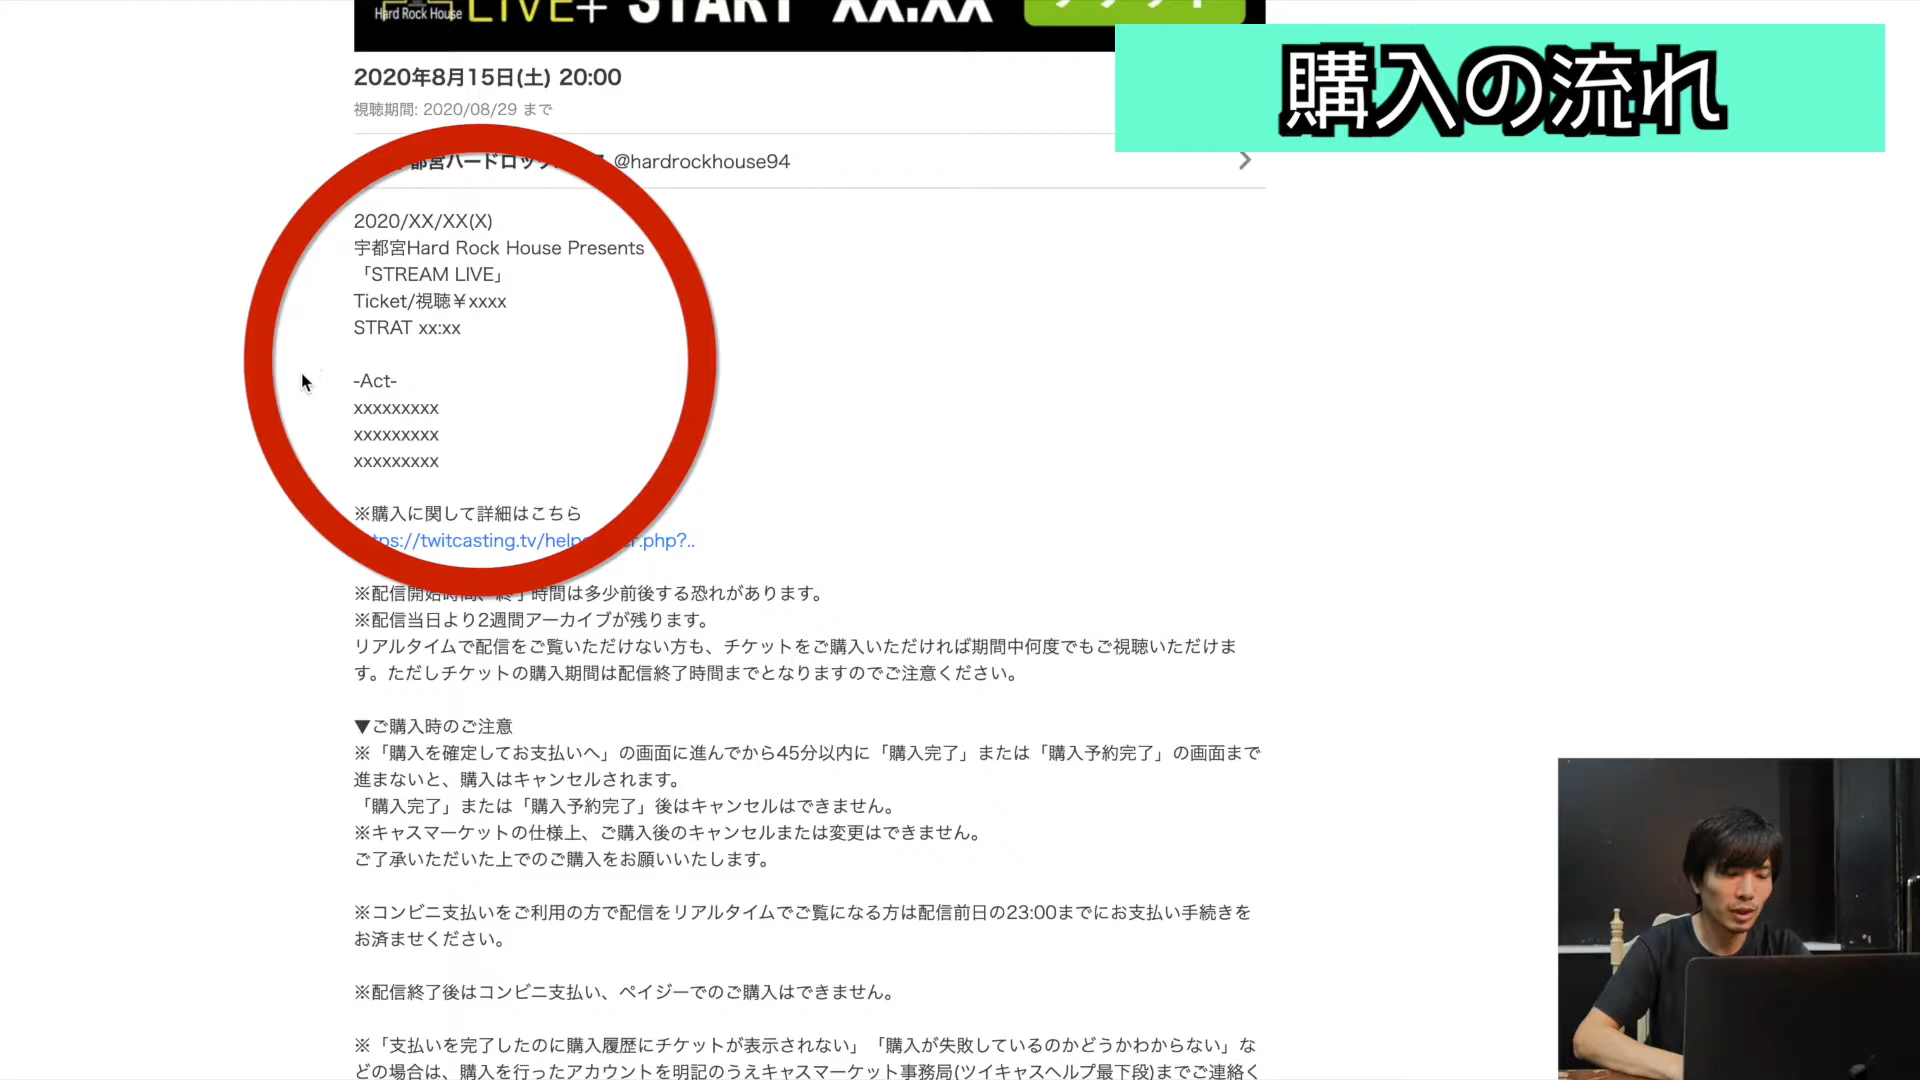 Hard Rock House LIVE+ START XX:XX
購入の流れ
2020年8月15日(土) 20:00
視聴期間: 2020/08/29 まで
都宮ハードロッ @hardrockhouse94
2020/XX/XX(X)
宇都宮Hard Rock House Presents
「STREAM LIVE」
Ticket/視聴￥xxxx
STRAT xx:xx
-Act-
xxxxxxxxx
xxxxxxxxx
xxxxxxxxx
※購入に関して詳細はこちら
tps://twitcasting.tv/help er.php?..
※配信開始時間、終了時間は多少前後する恐れがあります。
※配信当日より2週間アーカイブが残ります。
リアルタイムで配信をご覧いただけない方も、チケットをご購入いただければ期間中何度でもご視聴いただけま
す。ただしチケットの購入期間は配信終了時間までとなりますのでご注意ください。
▼ご購入時のご注意
※「購入を確定してお支払いへ」の画面に進んでから45分以内に「購入完了」または「購入予約完了」の画面まで
進まないと、購入はキャンセルされます。
「購入完了」または「購入予約完了」後はキャンセルはできません。
※キャスマーケットの仕様上、ご購入後のキャンセルまたは変更はできません。
ご了承いただいた上でのご購入をお願いいたします。
※コンビニ支払いをご利用の方で配信をリアルタイムでご覧になる方は配信前日の23:00までにお支払い手続きを
お済ませください。
※配信終了後はコンビニ支払い、ペイジーでのご購入はできません。
※「支払いを完了したのに購入履歴にチケットが表示されない」「購入が失敗しているのかどうかわからない」な
どの場合は、購入を行ったアカウントを明記のうえキャスマーケット事務局(ツイキャスヘルプ最下段)までご連絡く